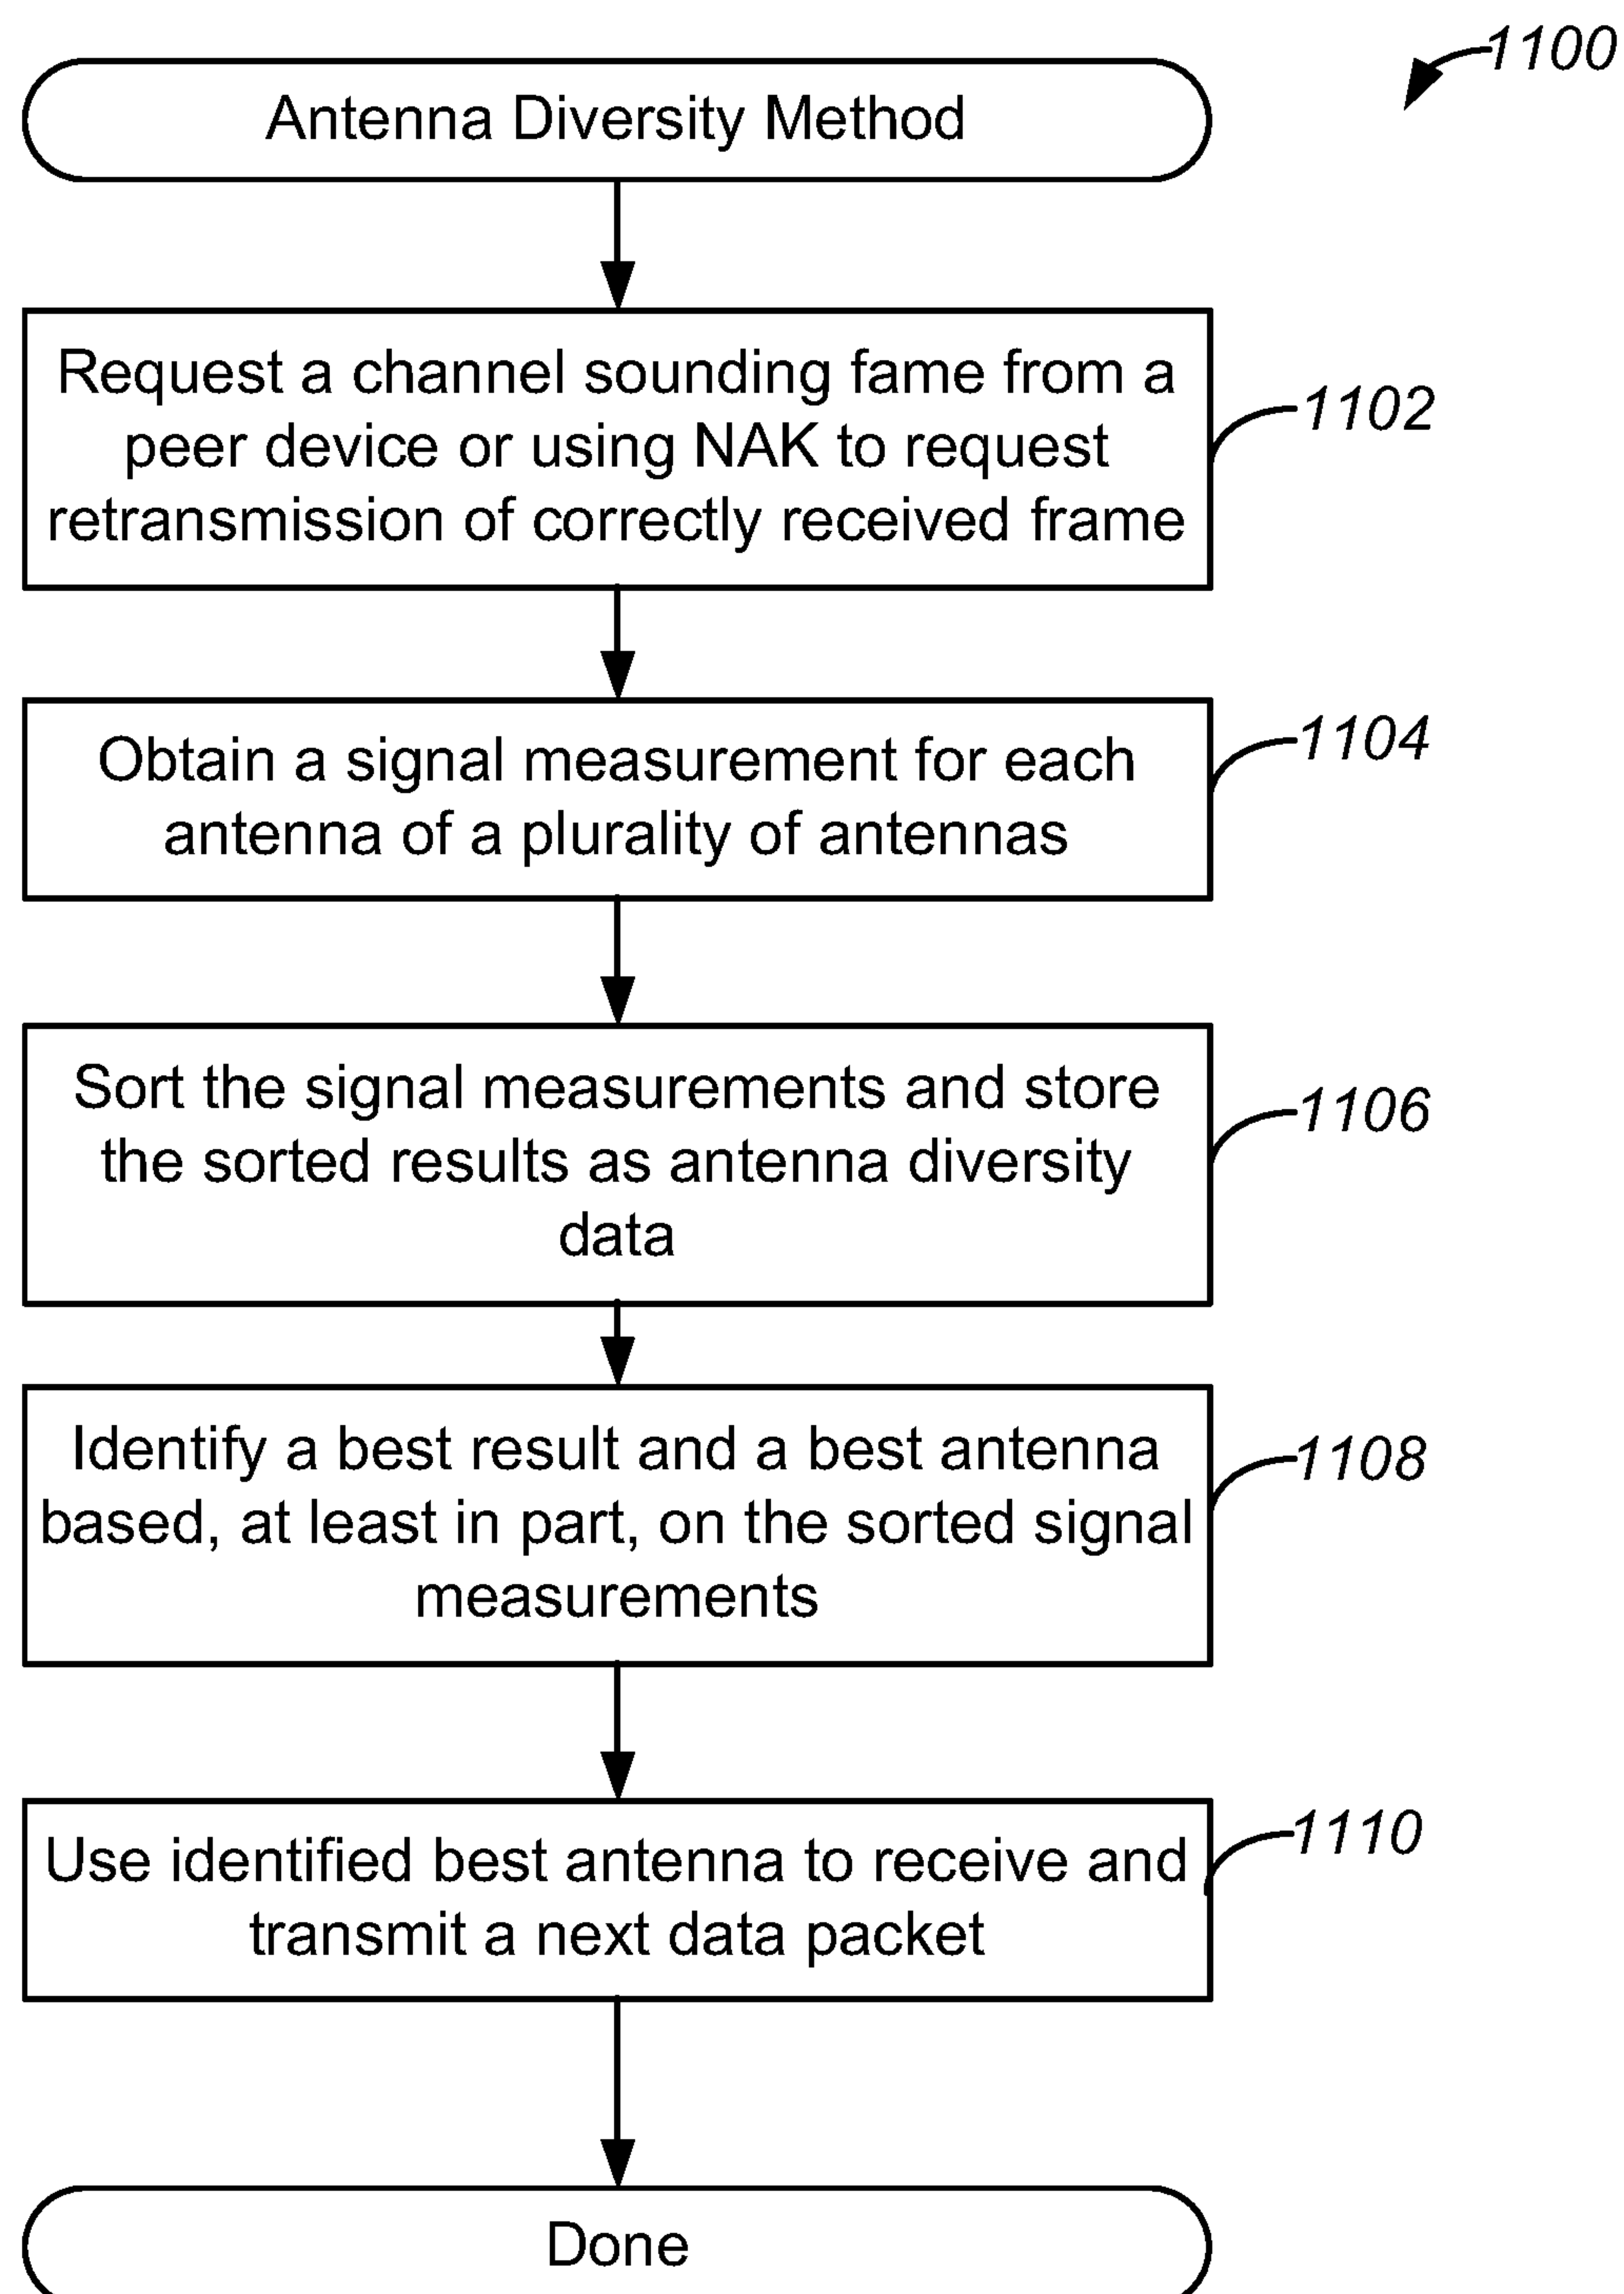 1100
Antenna Diversity Method
Request a channel sounding fame from a
peer device or using NAK to request
retransmission of correctly received frame
1102
Obtain a signal measurement for each
antenna of a plurality of antennas
1104
Sort the signal measurements and store
the sorted results as antenna diversity
data
1106
Identify a best result and a best antenna
based, at least in part, on the sorted signal
measurements
1108
Use identified best antenna to receive and
transmit a next data packet
1110
Done